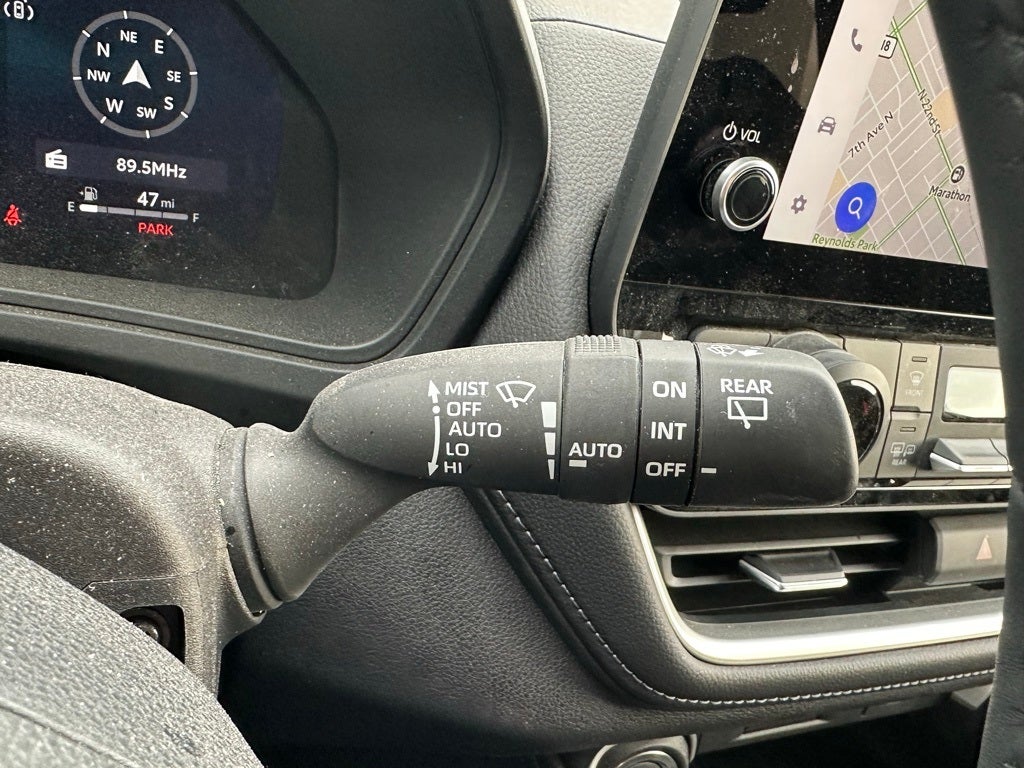 NE
N
E
NW
SE
W
S
SW
89.5MHz
47 mi
E
F
PARK
VOL
18
N 22nd St
7th Ave N
Marathon
Reynolds Park
MIST
OFF
AUTO
LO
HI
AUTO
ON
INT
OFF
REAR
FRONT
REAR